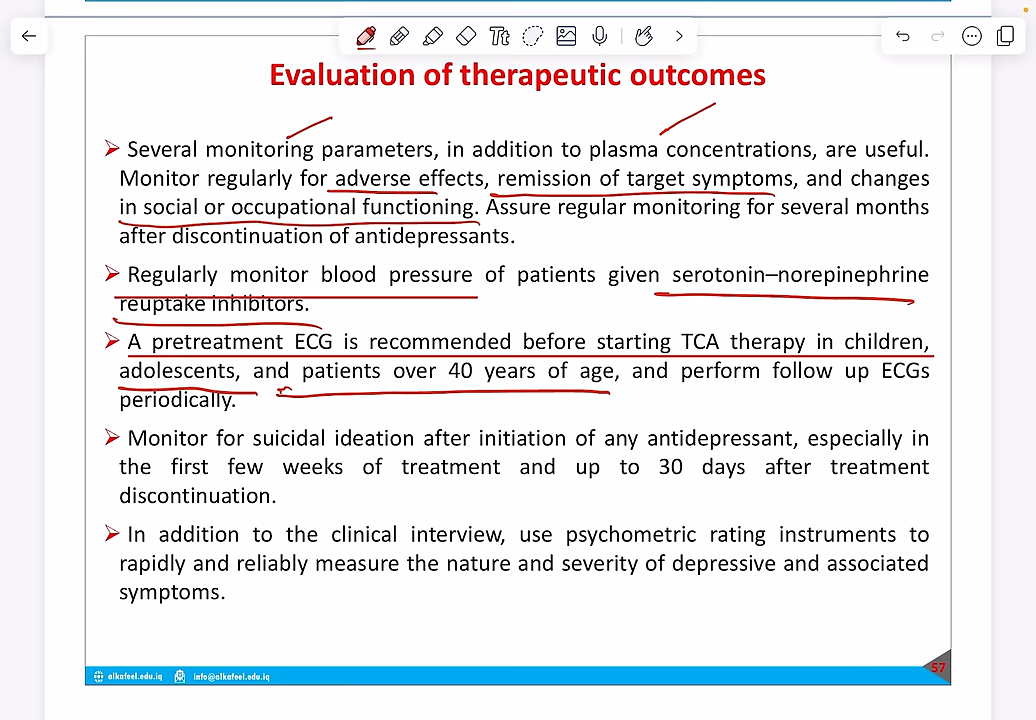 Tt
Evaluation of therapeutic outcomes
Several monitoring parameters, in addition to plasma concentrations, are useful.
Monitor regularly for adverse effects, remission of target symptoms, and changes
in social or occupational functioning. Assure regular monitoring for several months
after discontinuation of antidepressants.
Regularly monitor blood pressure of patients given serotonin–norepinephrine
reuptake inhibitors.
A pretreatment ECG is recommended before starting TCA therapy in children,
adolescents, and patients over 40 years of age, and perform follow up ECGs
periodically.
Monitor for suicidal ideation after initiation of any antidepressant, especially in
the first few weeks of treatment and up to 30 days after treatment
discontinuation.
In addition to the clinical interview, use psychometric rating instruments to
rapidly and reliably measure the nature and severity of depressive and associated
symptoms.
alkafeel.edu.iq info@alkafeel.edu.iq 57